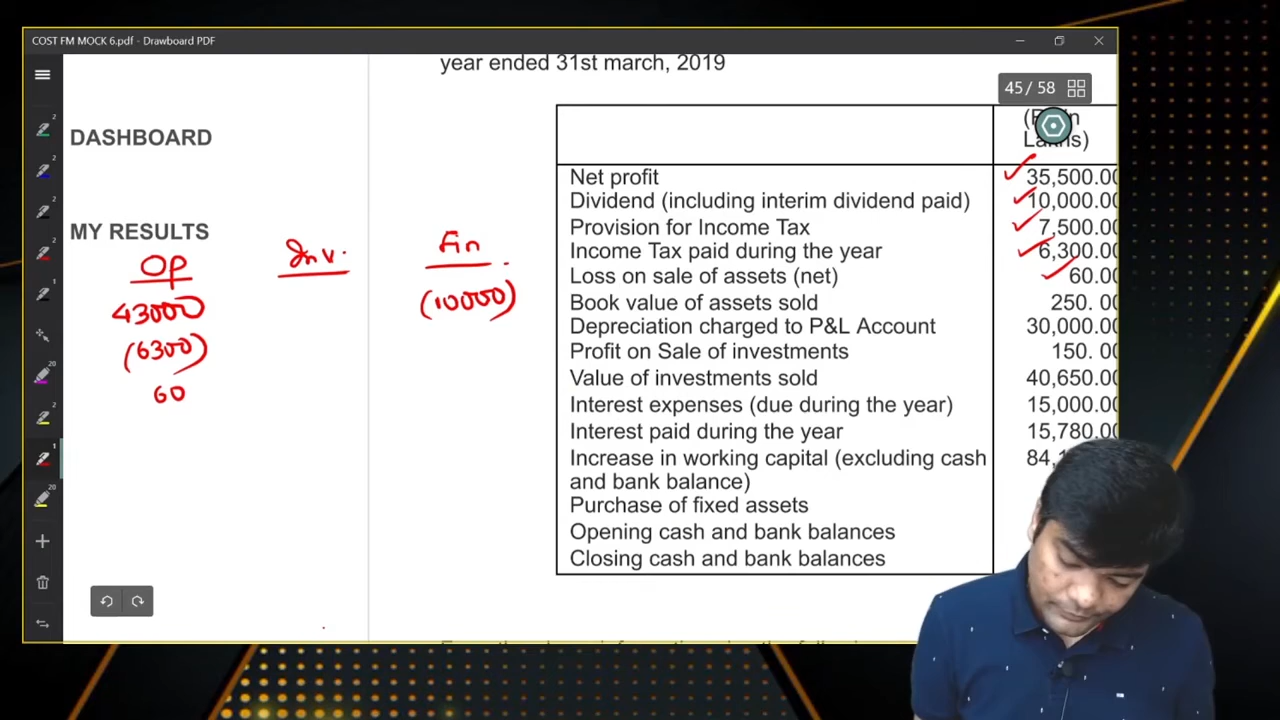 COST FM MOCK 6.pdf - Drawboard PDF
year ended 31st march, 2019
45 / 58
DASHBOARD
Lakhs)
Net profit 35,500.00
Dividend (including interim dividend paid) 10,000.00
Provision for Income Tax 7,500.00
Income Tax paid during the year 6,300.00
Loss on sale of assets (net) 60.00
Book value of assets sold 250. 00
Depreciation charged to P&L Account 30,000.00
Profit on Sale of investments 150. 00
Value of investments sold 40,650.00
Interest expenses (due during the year) 15,000.00
Interest paid during the year 15,780.00
Increase in working capital (excluding cash 84,
and bank balance)
Purchase of fixed assets
Opening cash and bank balances
Closing cash and bank balances
MY RESULTS
Op Inv. Fin
43000 (10000)
(6300)
60